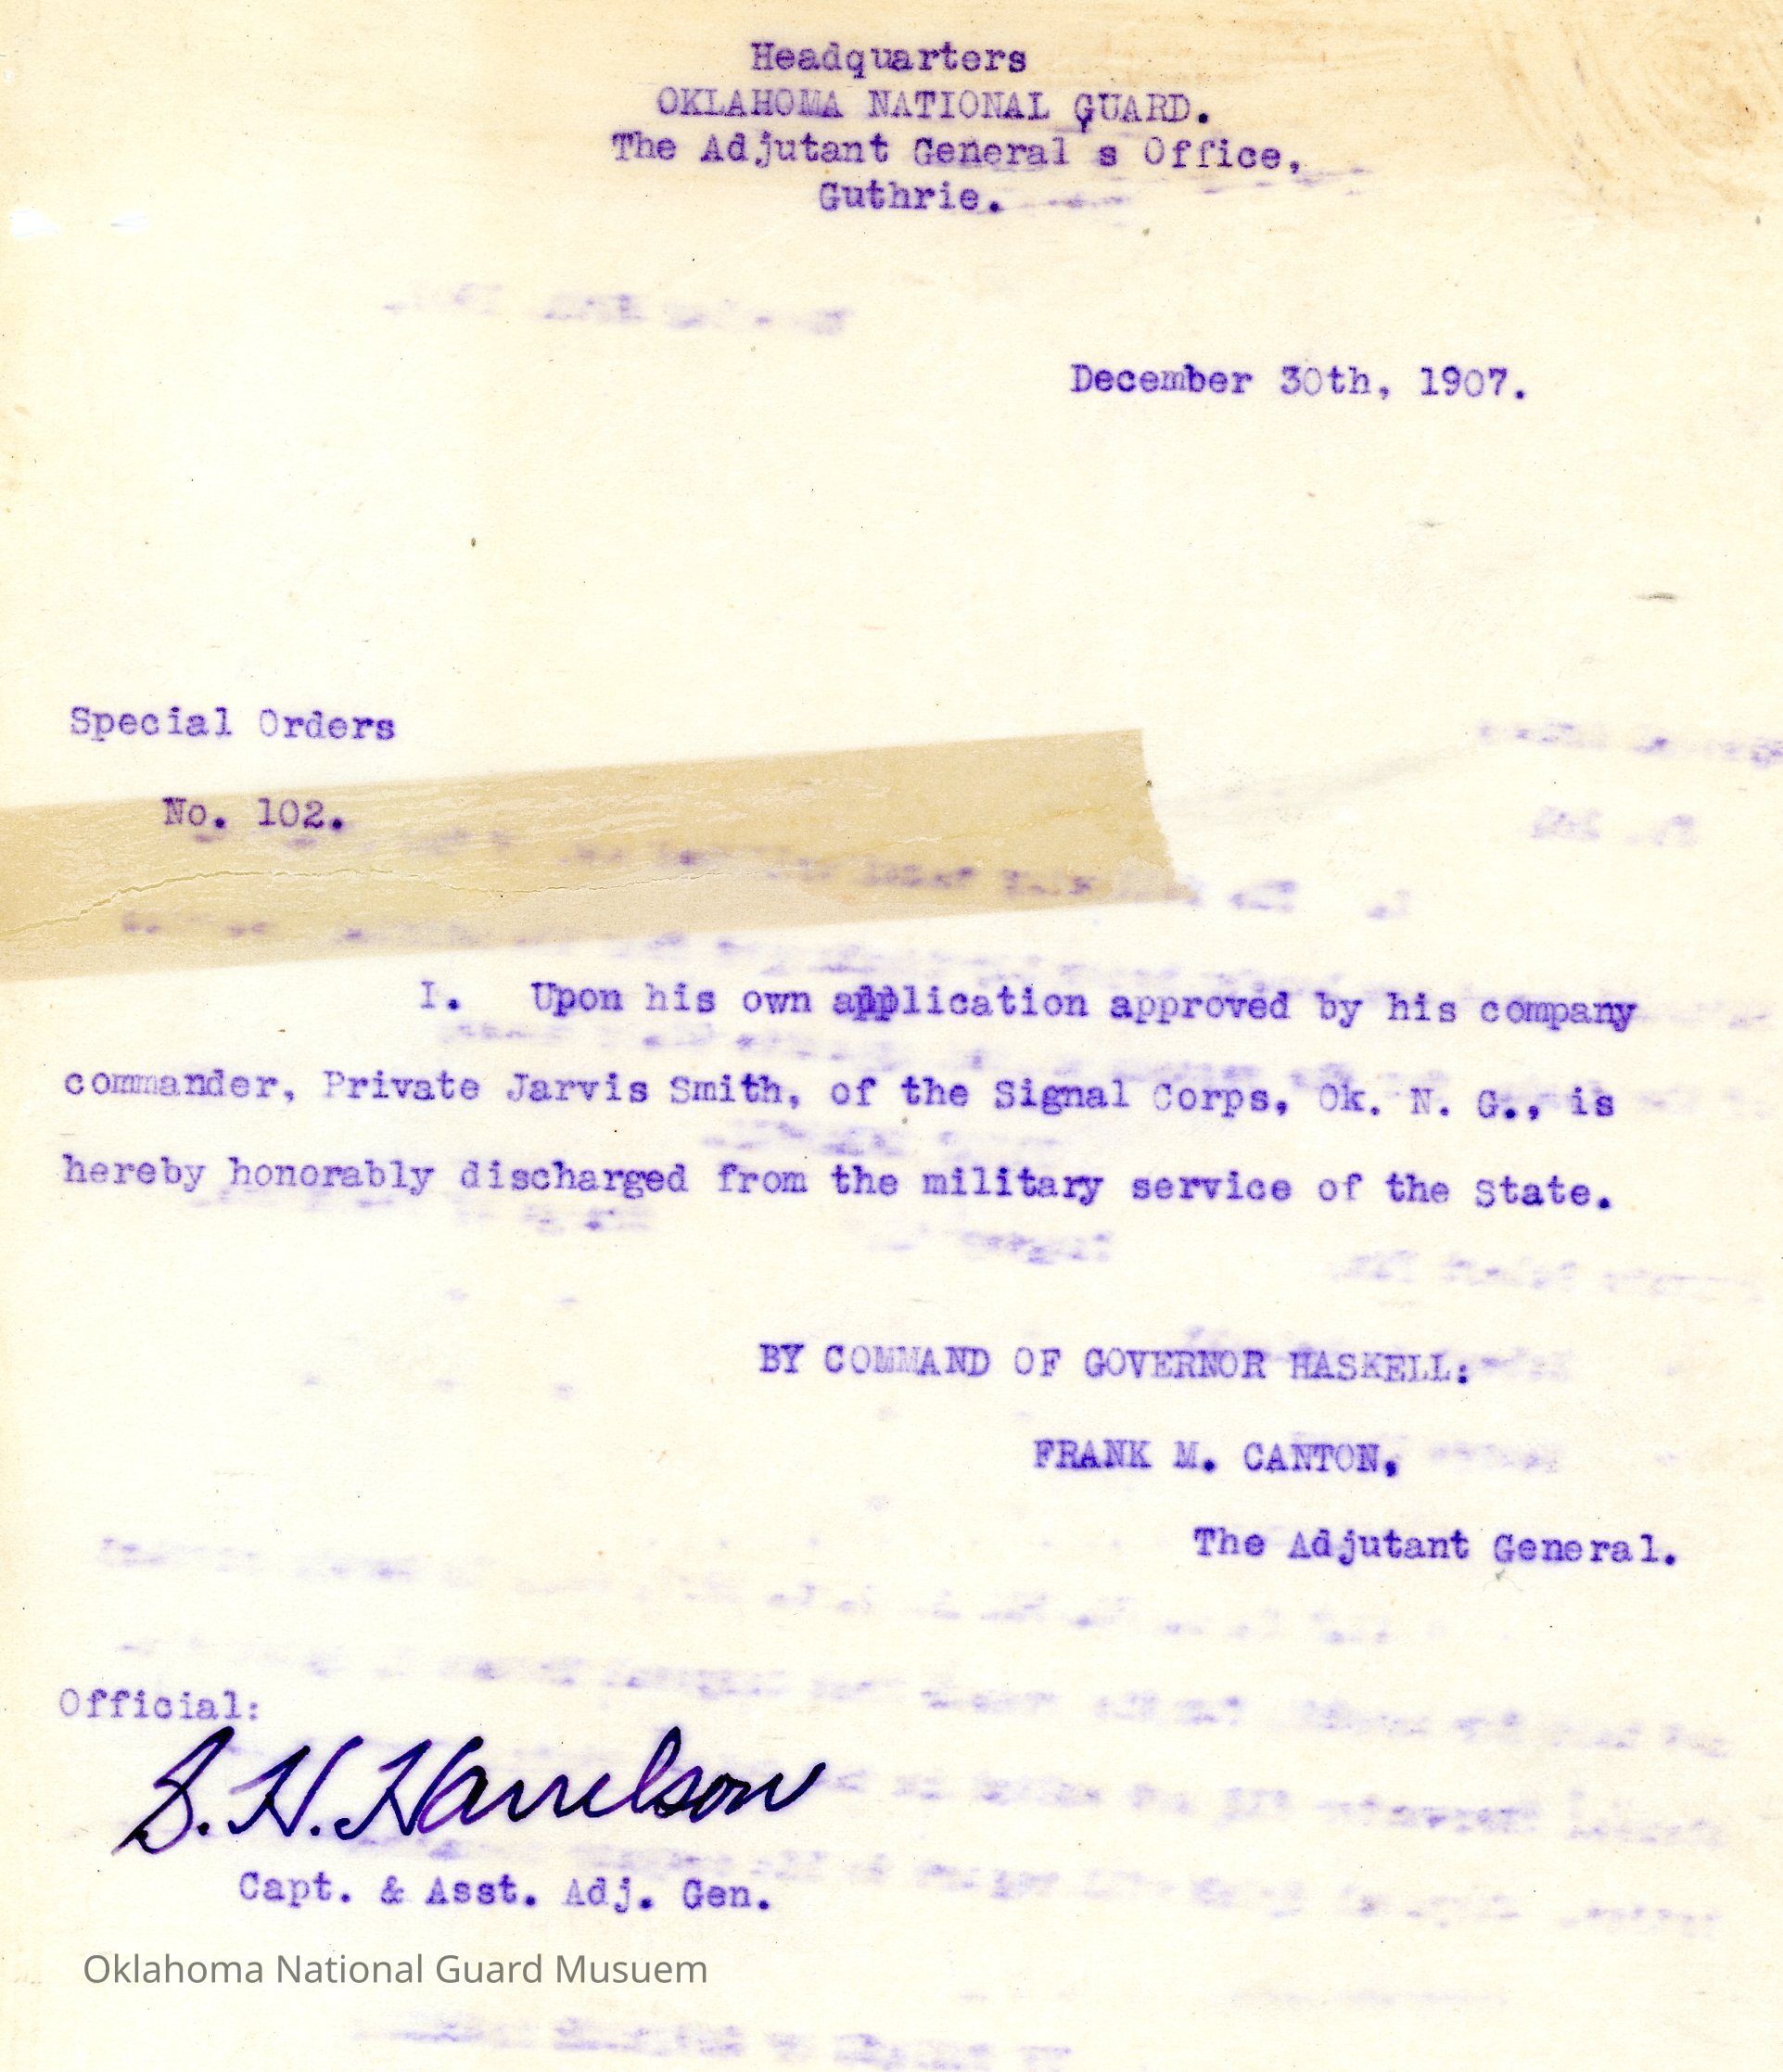 Headquarters
OKLAHOMA NATIONAL GUARD.
The Adjutant General s Office,
Guthrie.
December 30th, 1907.
Special Orders
No. 102.
I. Upon his own application approved by his company
commander, Private Jarvis Smith, of the Signal Corps, Ok. N. G., is
hereby honorably discharged from the military service of the State.
BY COMMAND OF GOVERNOR HASKELL:
FRANK M. CANTON,
The Adjutant General.
Official:
S. H. Harrelson
Capt. & Asst. Adj. Gen.
Oklahoma National Guard Musuem